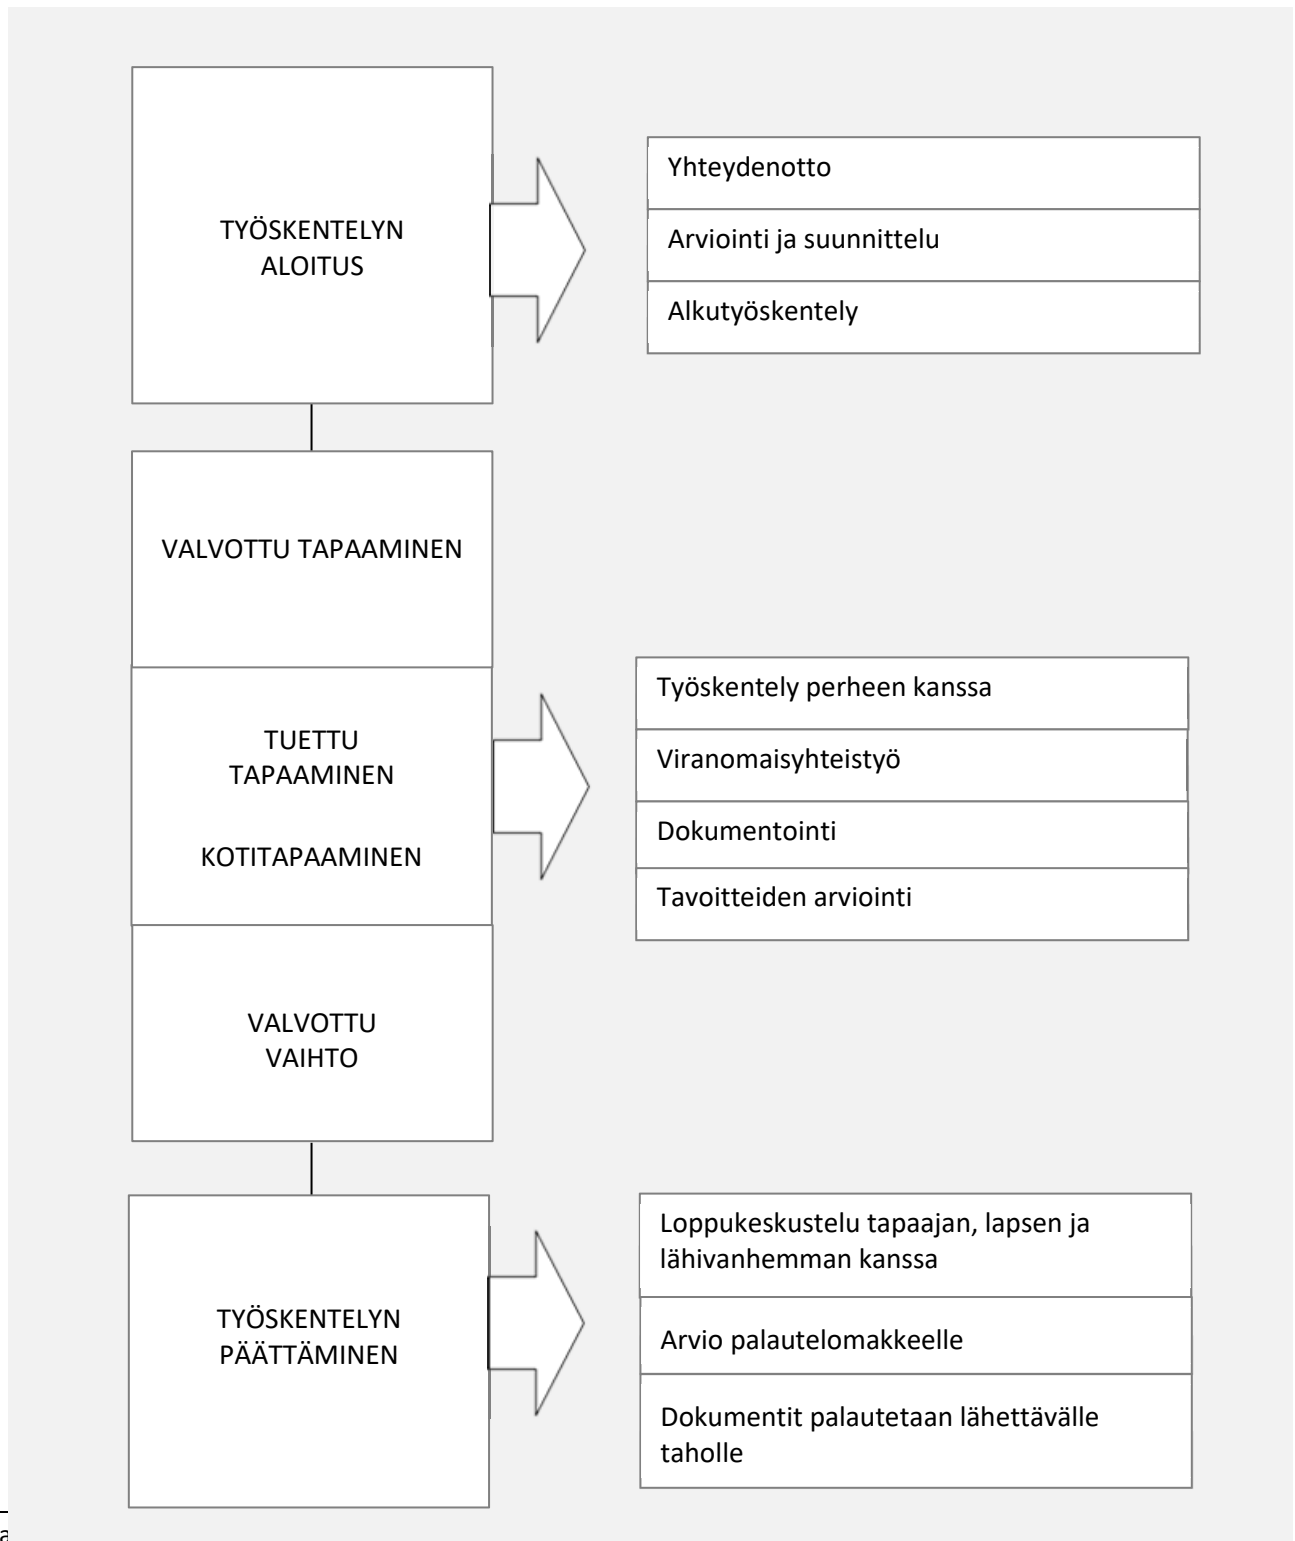 TYÖSKENTELYN
ALOITUS
Yhteydenotto
Arviointi ja suunnittelu
Alkutyöskentely
VALVOTTU TAPAAMINEN
TUETTU
TAPAAMINEN
KOTITAPAAMINEN
Työskentely perheen kanssa
Viranomaisyhteistyö
Dokumentointi
Tavoitteiden arviointi
VALVOTTU
VAIHTO
TYÖSKENTELYN
PÄÄTTÄMINEN
Loppukeskustelu tapaajan, lapsen ja
lähivanhemman kanssa
Arvio palautelomakkeelle
Dokumentit palautetaan lähettävälle
taholle